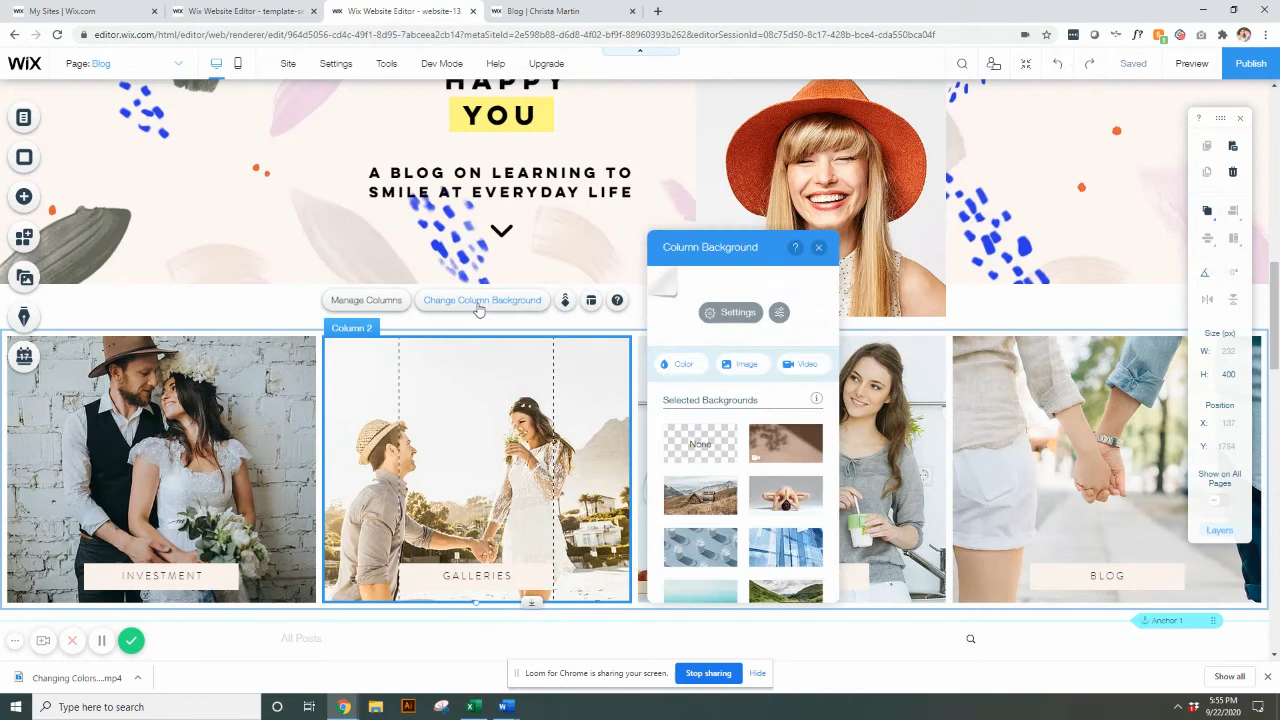 My Sites | Wix.com
Wix Website Editor - template-se
Wix Website Editor - website-13
Blog | Christa Martin
editor.wix.com/html/editor/web/renderer/edit/964d5056-cd4c-49f1-8d95-7abceea2cb14?metaSiteId=2e598b88-d6d8-4f02-bf9f-88960393b262&editorSessionId=08c75d50-8c17-428b-bce4-cda550bac04f
WiX
Page: Blog
Site
Settings
Tools
Dev Mode
Help
Upgrade
Saved
Preview
Publish
HAPPY
YOU
A BLOG ON LEARNING TO
SMILE AT EVERYDAY LIFE
Manage Columns
Change Column Background
Column 2
Column Background
Settings
Color
Image
Video
Selected Backgrounds
None
0°
Size (px)
W: 232
H: 400
Position
X: 137
Y: 1784
Show on All
Pages
Layers
INVESTMENT
GALLERIES
BLOG
Anchor 1
All Posts
Changing Colors....mp4
Loom for Chrome is sharing your screen.
Stop sharing
Hide
Show all
Type here to search
5:55 PM
9/22/2020